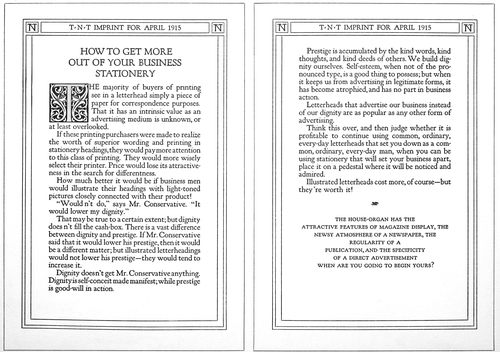 T·N·T IMPRINT FOR APRIL 1915
HOW TO GET MORE
OUT OF YOUR BUSINESS
STATIONERY
THE majority of buyers of printing
see in a letterhead simply a piece of
paper for correspondence purposes.
That it has an intrinsic value as an
advertising medium is unknown, or
at least overlooked.
If these printing purchasers were made to realize
the worth of superior wording and printing in
stationery headings, they would pay more attention
to this class of printing. They would more wisely
select their printer. Price would lose its attractive-
ness in the search for differentness.
How much better it would be if business men
would illustrate their headings with light-toned
pictures closely connected with their product!
"Would n't do," says Mr. Conservative. "It
would lower my dignity."
That may be true to a certain extent; but dignity
does n't fill the cash-box. There is a vast difference
between dignity and prestige. If Mr. Conservative
said that it would lower his prestige, then it would
be a different matter; but illustrated letterheads
would not lower his prestige—they would tend to
increase it.
Dignity doesn't get Mr. Conservative anything.
Dignity is self-conceit made manifest; while prestige
is good-will in action.
T·N·T IMPRINT FOR APRIL 1915
Prestige is accumulated by the kind words, kind
thoughts, and kind deeds of others. We build dig-
nity ourselves. Self-esteem, when not of the pro-
nounced type, is a good thing to possess; but when
it keeps us from advertising in legitimate forms, it
has become atrophied, and has no part in business
action.
Letterheads that advertise our business instead
of our dignity are as popular as any other form of
advertising.
Think this over, and then judge whether it is
profitable to continue using common, ordinary,
every-day letterheads that set you down as a com-
mon, ordinary, every-day man, when you can be
using stationery that will set your business apart,
place it on a pedestal where it will be noticed and
admired.
Illustrated letterheads cost more, of course—but
they 're worth it!
THE HOUSE-ORGAN HAS THE
ATTRACTIVE FEATURES OF MAGAZINE DISPLAY, THE
NEWSY ATMOSPHERE OF A NEWSPAPER, THE
REGULARITY OF A
PUBLICATION, AND THE SPECIFICITY
OF A DIRECT ADVERTISEMENT
WHEN ARE YOU GOING TO BEGIN YOURS?